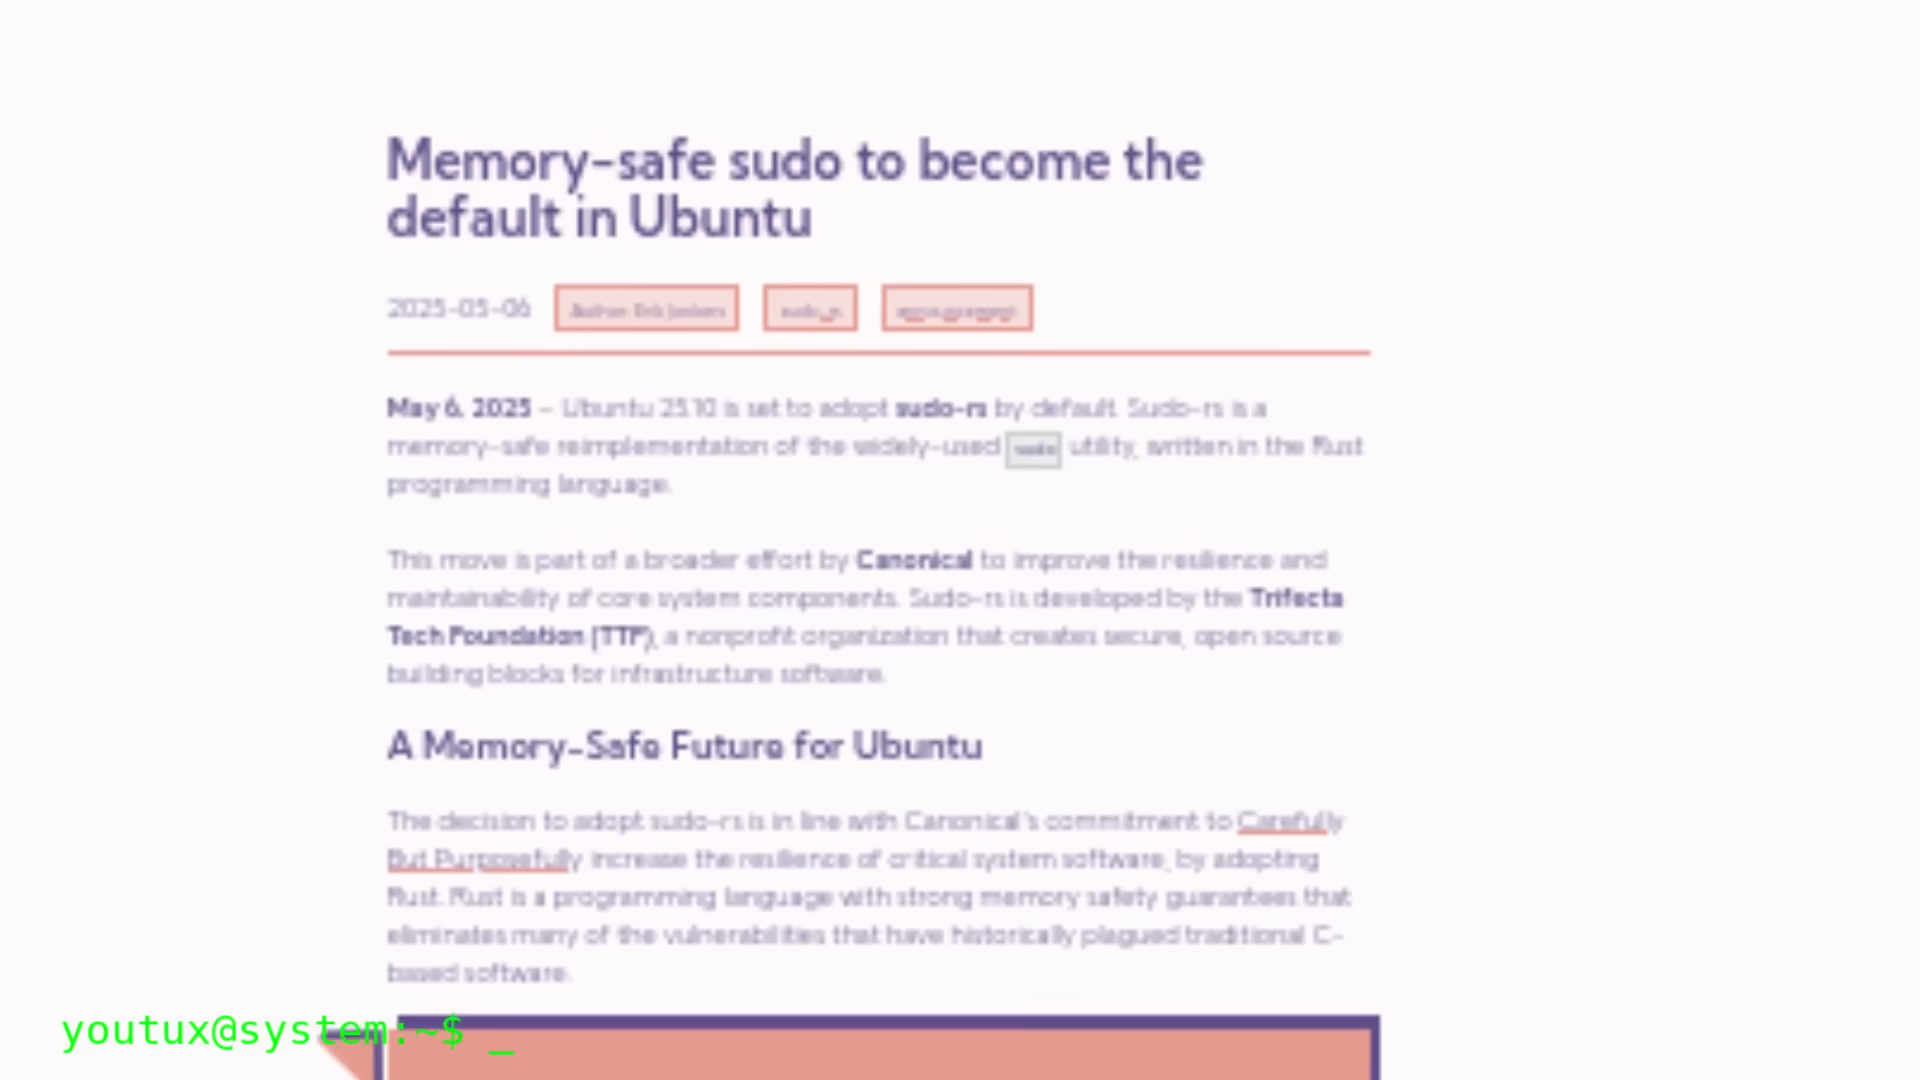 Memory-safe sudo to become the
default in Ubuntu
2025-05-06 Author: Erik Jonkers sudo_rs
May 6, 2025 – Ubuntu 25.10 is set to adopt sudo-rs by default. Sudo-rs is a
memory-safe reimplementation of the widely-used sudo utility, written in the Rust
programming language.
This move is part of a broader effort by Canonical to improve the resilience and
maintainability of core system components. Sudo-rs is developed by the Trifecta
Tech Foundation (TTF), a nonprofit organization that creates secure, open source
building blocks for infrastructure software.
A Memory-Safe Future for Ubuntu
The decision to adopt sudo-rs is in line with Canonical's commitment to Carefully
But Purposefully increase the resilience of critical system software, by adopting
Rust. Rust is a programming language with strong memory safety guarantees that
eliminates many of the vulnerabilities that have historically plagued traditional C-
based software.
youtux@system:~$ _